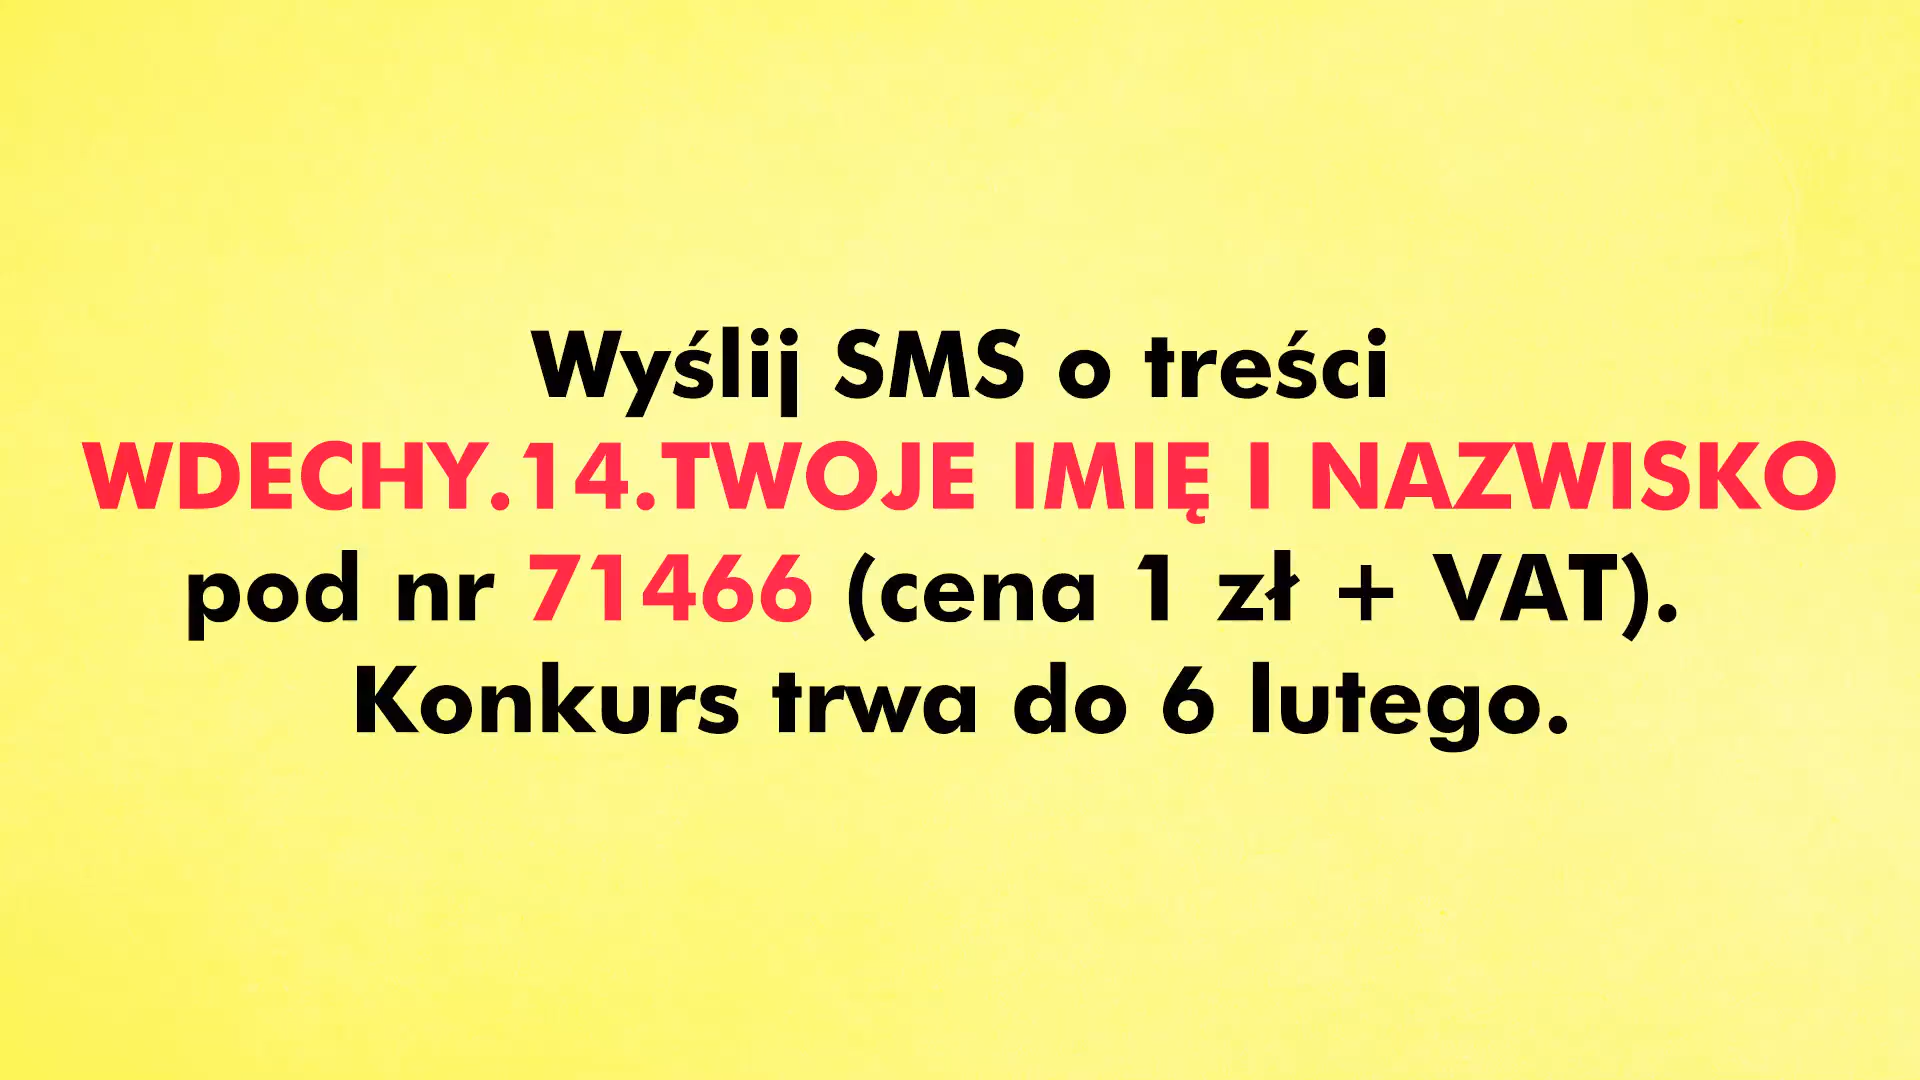 Wyślij SMS o treści
WDECHY.14.TWOJE IMIĘ I NAZWISKO
pod nr 71466 (cena 1 zł + VAT).
Konkurs trwa do 6 lutego.